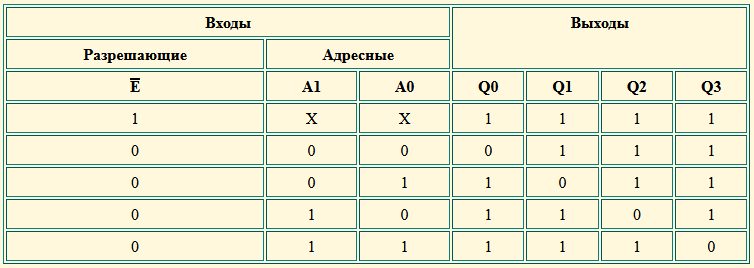 Входы Выходы
Разрешающие Адресные
E̅ A1 A0 Q0 Q1 Q2 Q3
1 X X 1 1 1 1
0 0 0 0 1 1 1
0 0 1 1 0 1 1
0 1 0 1 1 0 1
0 1 1 1 1 1 0